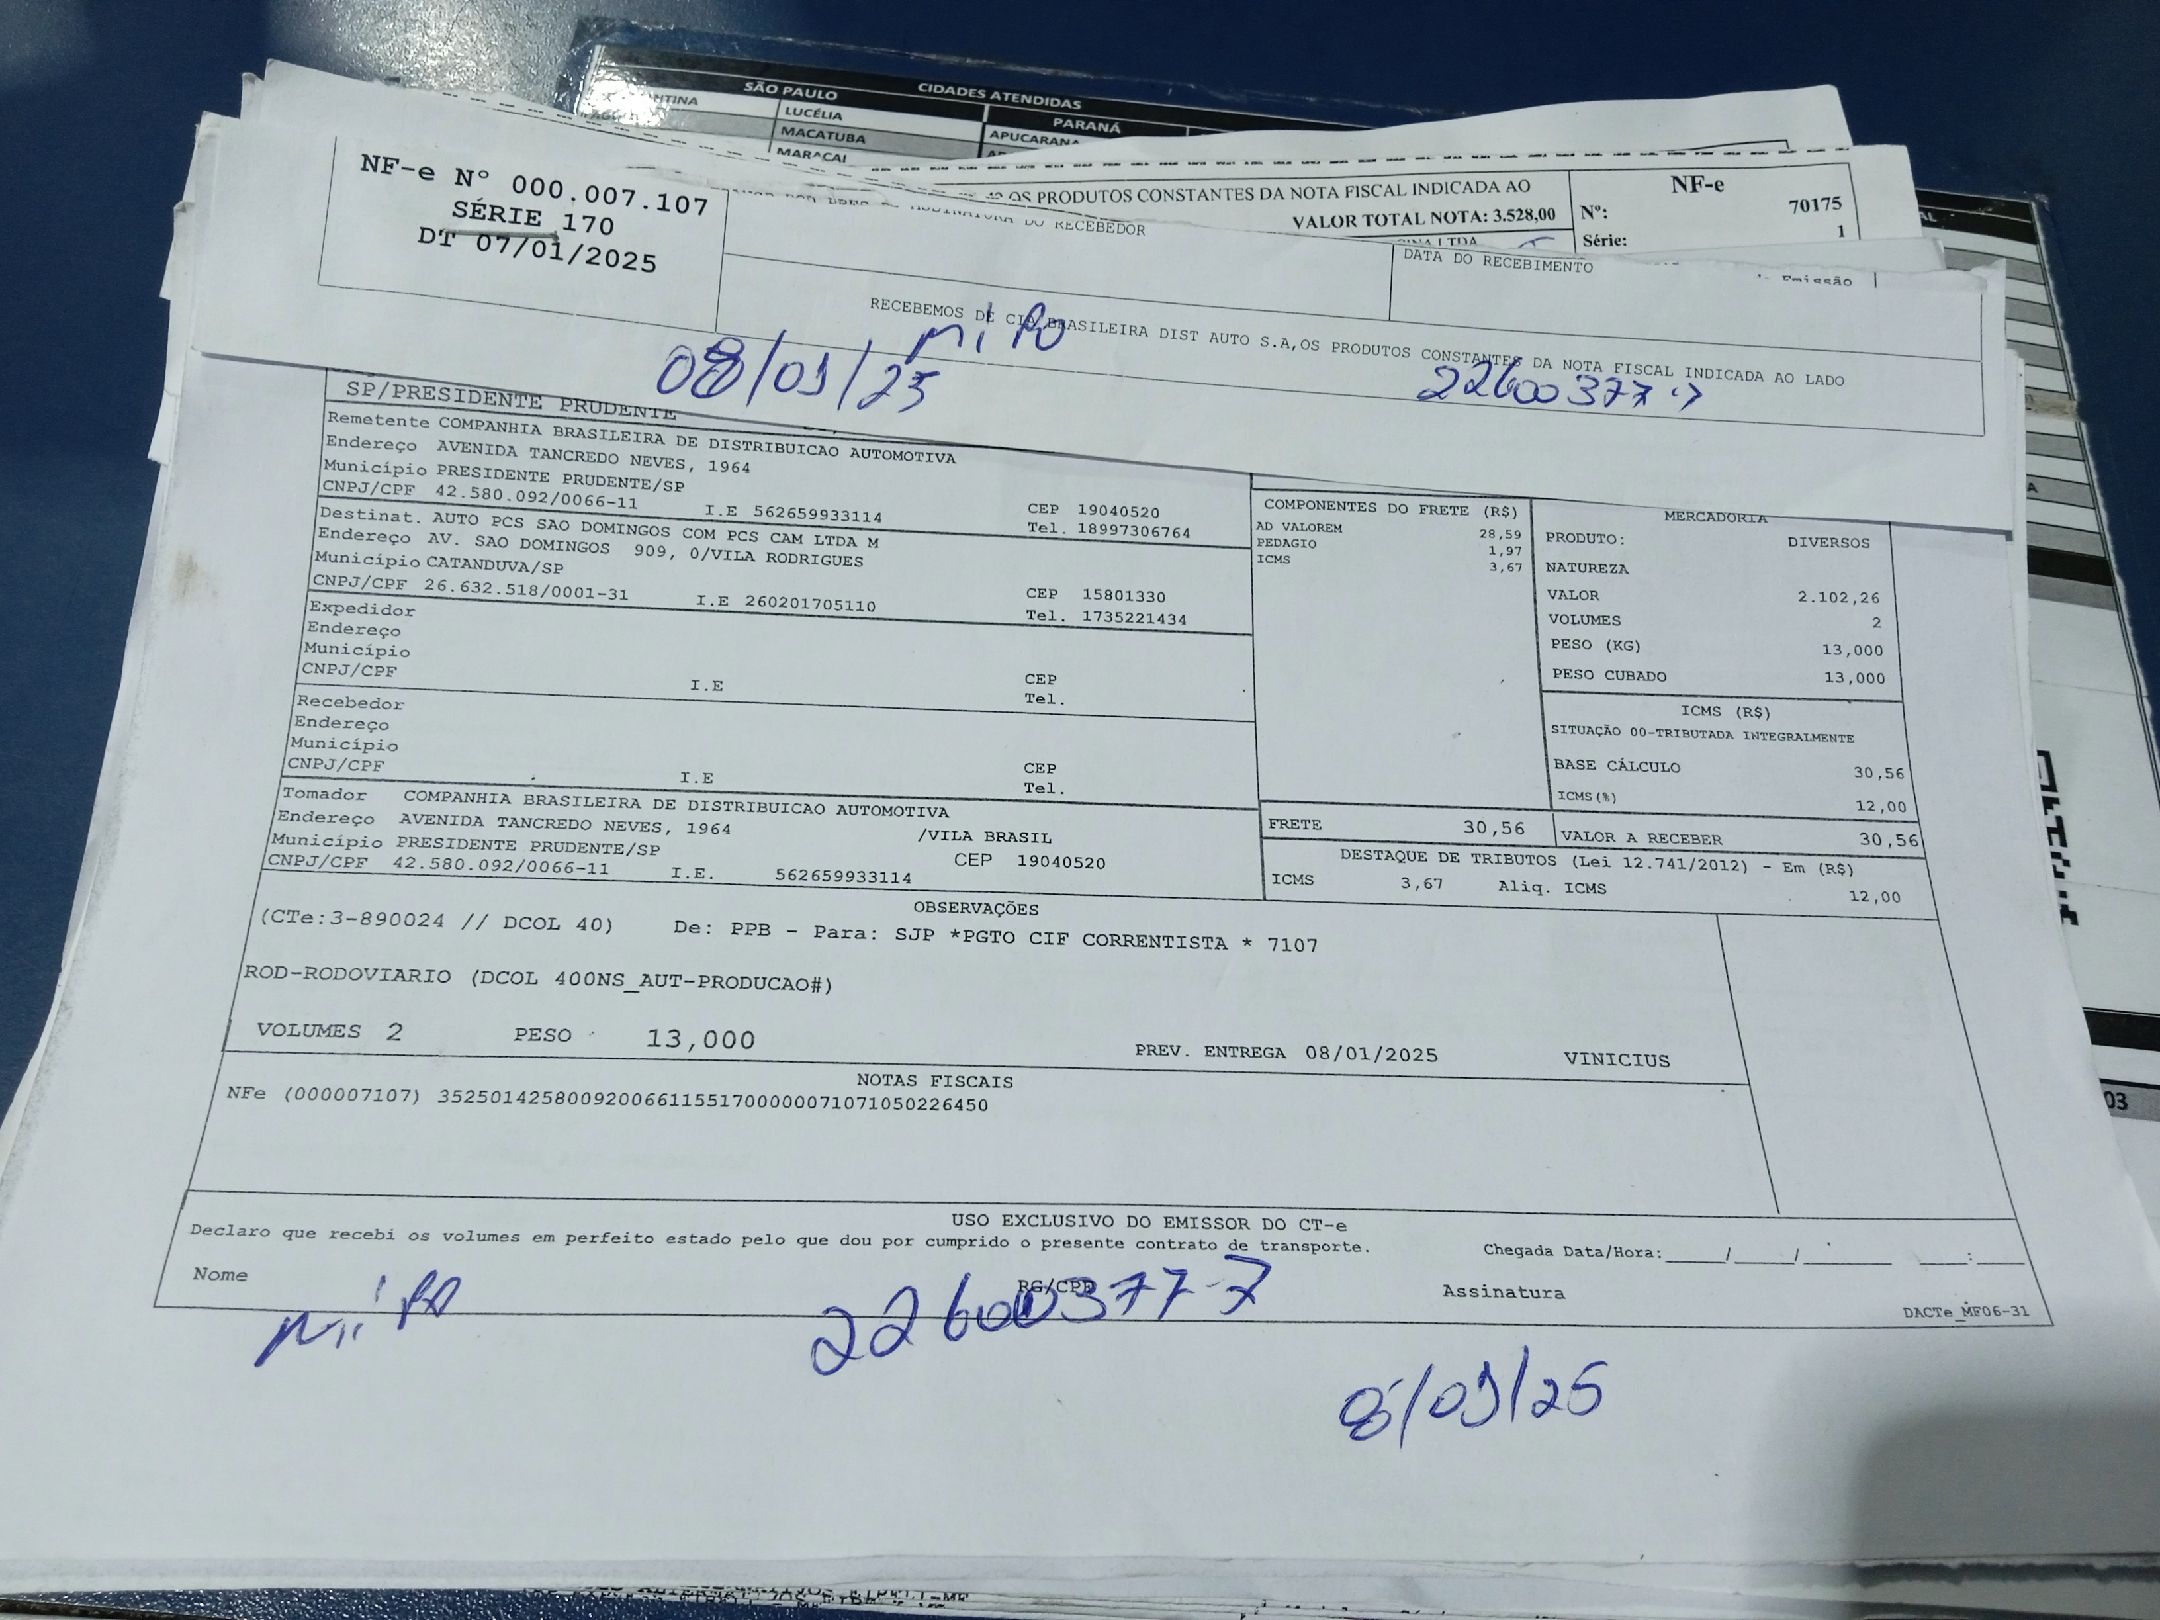 SÃO PAULO
CIDADES ATENDIDAS
LUCÉLIA
PARANÁ
MACATUBA
APUCARANA
MARACAI
OS PRODUTOS CONSTANTES DA NOTA FISCAL INDICADA AO
VALOR TOTAL NOTA: 3.528,00
NF-e
Nº: 70175
Série: 1
NF-e Nº 000.007.107
SÉRIE 170
DT 07/01/2025
DO RECEBEDOR
DATA DO RECEBIMENTO
Emissão
RECEBEMOS DE CIA BRASILEIRA DIST AUTO S.A,OS PRODUTOS CONSTANTES DA NOTA FISCAL INDICADA AO LADO
08/01/25
22600377-7
SP/PRESIDENTE PRUDENTE
Remetente COMPANHIA BRASILEIRA DE DISTRIBUICAO AUTOMOTIVA
Endereço AVENIDA TANCREDO NEVES, 1964
Município PRESIDENTE PRUDENTE/SP CEP 19040520
CNPJ/CPF 42.580.092/0066-11 I.E 562659933114 Tel. 18997306764
Destinat. AUTO PCS SAO DOMINGOS COM PCS CAM LTDA M
Endereço AV. SAO DOMINGOS 909, 0/VILA RODRIGUES
Município CATANDUVA/SP CEP 15801330
CNPJ/CPF 26.632.518/0001-31 I.E 260201705110 Tel. 1735221434
Expedidor
Endereço
Município CEP
CNPJ/CPF I.E Tel.
Recebedor
Endereço
Município CEP
CNPJ/CPF I.E Tel.
Tomador COMPANHIA BRASILEIRA DE DISTRIBUICAO AUTOMOTIVA
Endereço AVENIDA TANCREDO NEVES, 1964 /VILA BRASIL
Município PRESIDENTE PRUDENTE/SP CEP 19040520
CNPJ/CPF 42.580.092/0066-11 I.E. 562659933114
COMPONENTES DO FRETE (R$)
AD VALOREM 28,59
PEDAGIO 1,97
ICMS 3,67
MERCADORIA
PRODUTO: DIVERSOS
NATUREZA
VALOR 2.102,26
VOLUMES 2
PESO (KG) 13,000
PESO CUBADO 13,000
ICMS (R$)
SITUAÇÃO 00-TRIBUTADA INTEGRALMENTE
BASE CÁLCULO 30,56
ICMS(%) 12,00
FRETE 30,56 VALOR A RECEBER 30,56
DESTAQUE DE TRIBUTOS (Lei 12.741/2012) - Em (R$)
ICMS 3,67 Aliq. ICMS 12,00
OBSERVAÇÕES
(CTe:3-890024 // DCOL 40) De: PPB - Para: SJP *PGTO CIF CORRENTISTA * 7107
ROD-RODOVIARIO (DCOL 400NS_AUT-PRODUCAO#)
VOLUMES 2 PESO 13,000 PREV. ENTREGA 08/01/2025 VINICIUS
NOTAS FISCAIS
NFe (000007107) 35250142580092006611551700000071071050226450
USO EXCLUSIVO DO EMISSOR DO CT-e
Declaro que recebi os volumes em perfeito estado pelo que dou por cumprido o presente contrato de transporte. Chegada Data/Hora:____/____/____ ___:___
Nome RG/CPF Assinatura
DACTe_MF06-31
22600377-7
8/01/25